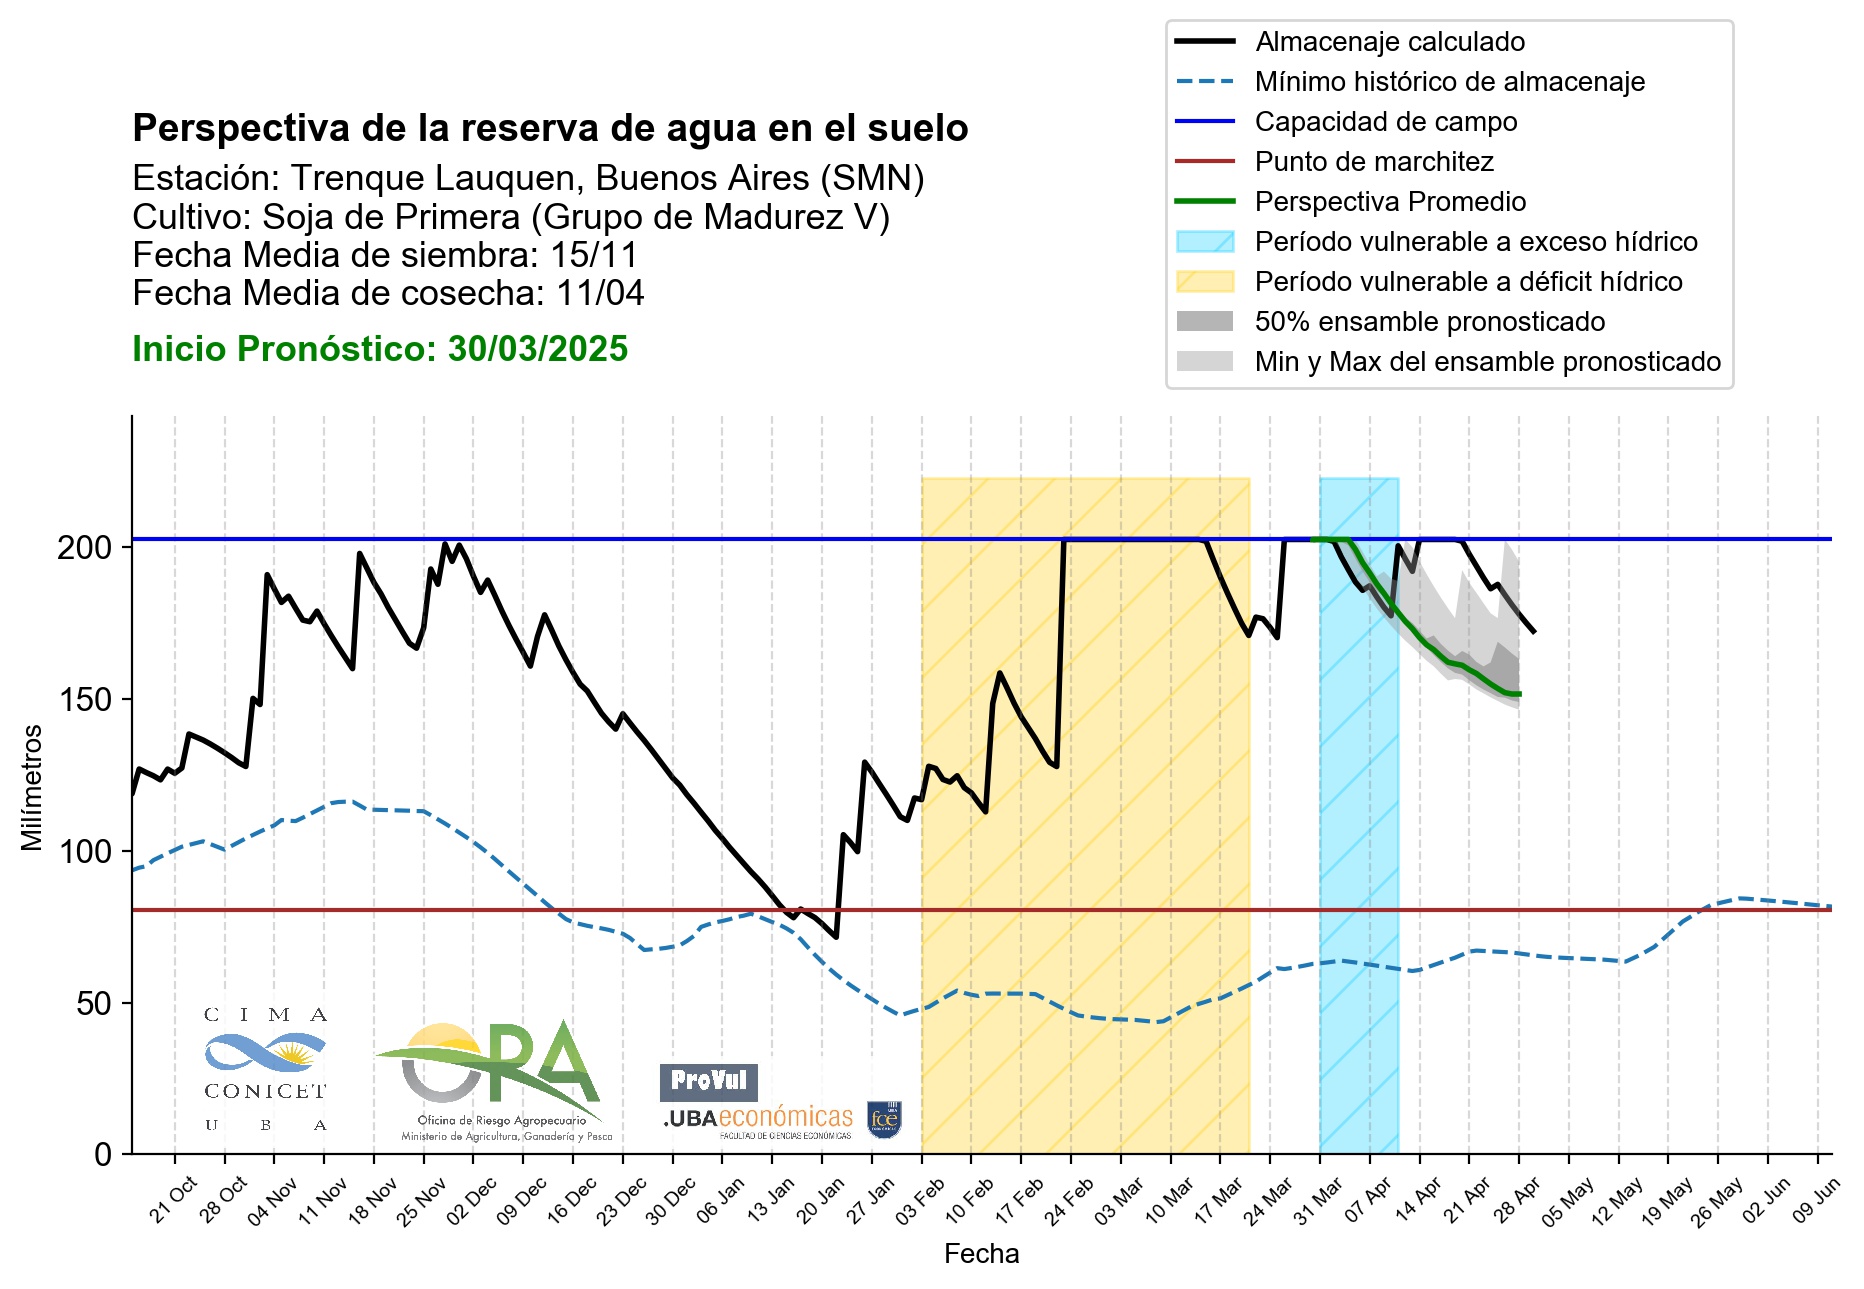 Almacenaje calculado
Mínimo histórico de almacenaje
Capacidad de campo
Punto de marchitez
Perspectiva Promedio
Período vulnerable a exceso hídrico
Período vulnerable a déficit hídrico
50% ensamble pronosticado
Min y Max del ensamble pronosticado
Perspectiva de la reserva de agua en el suelo
Estación: Trenque Lauquen, Buenos Aires (SMN)
Cultivo: Soja de Primera (Grupo de Madurez V)
Fecha Media de siembra: 15/11
Fecha Media de cosecha: 11/04
Inicio Pronóstico: 30/03/2025
200
150
100
50
0
Milímetros
CIMA
CONICET
UBA
ORA
Oficina de Riesgo Agropecuario
Ministerio de Agricultura, Ganadería y Pesca
ProVul
.UBAeconómicas
FACULTAD DE CIENCIAS ECONÓMICAS
UBA
fce
ECONÓMICAS
21 Oct
28 Oct
04 Nov
11 Nov
18 Nov
25 Nov
02 Dec
09 Dec
16 Dec
23 Dec
30 Dec
06 Jan
13 Jan
20 Jan
27 Jan
03 Feb
10 Feb
17 Feb
24 Feb
03 Mar
10 Mar
17 Mar
24 Mar
31 Mar
07 Apr
14 Apr
21 Apr
28 Apr
05 May
12 May
19 May
26 May
02 Jun
09 Jun
Fecha